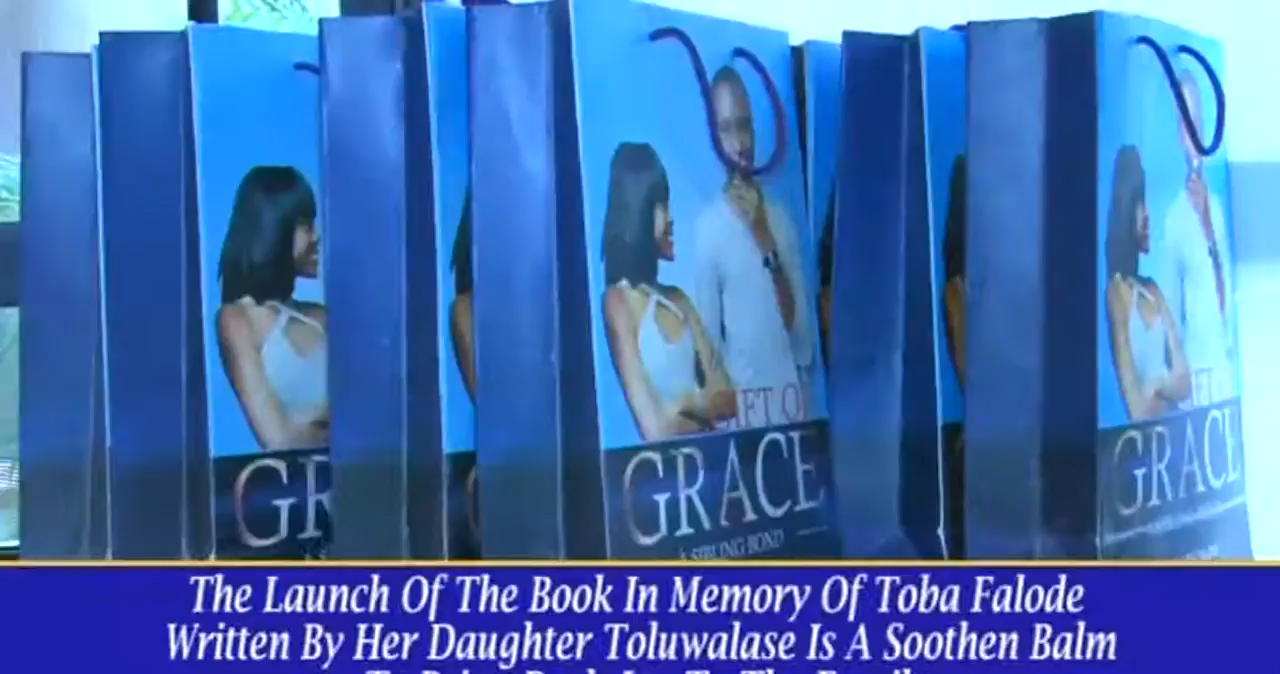 GIFT OF
GRACE
A SIBLING BOND
GR
GRACE
The Launch Of The Book In Memory Of Toba Falode
Written By Her Daughter Toluwalase Is A Soothen Balm